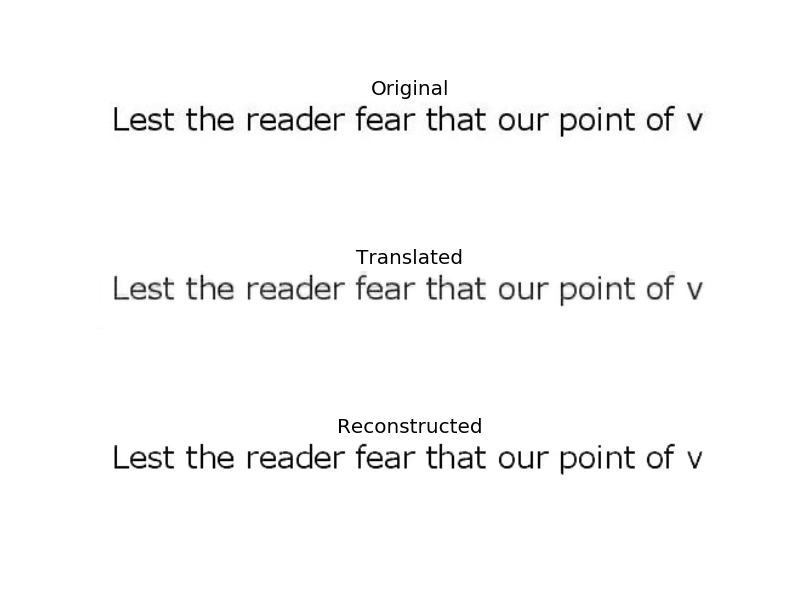 Original
Lest the reader fear that our point of v
Translated
Lest the reader fear that our point of v
Reconstructed
Lest the reader fear that our point of v